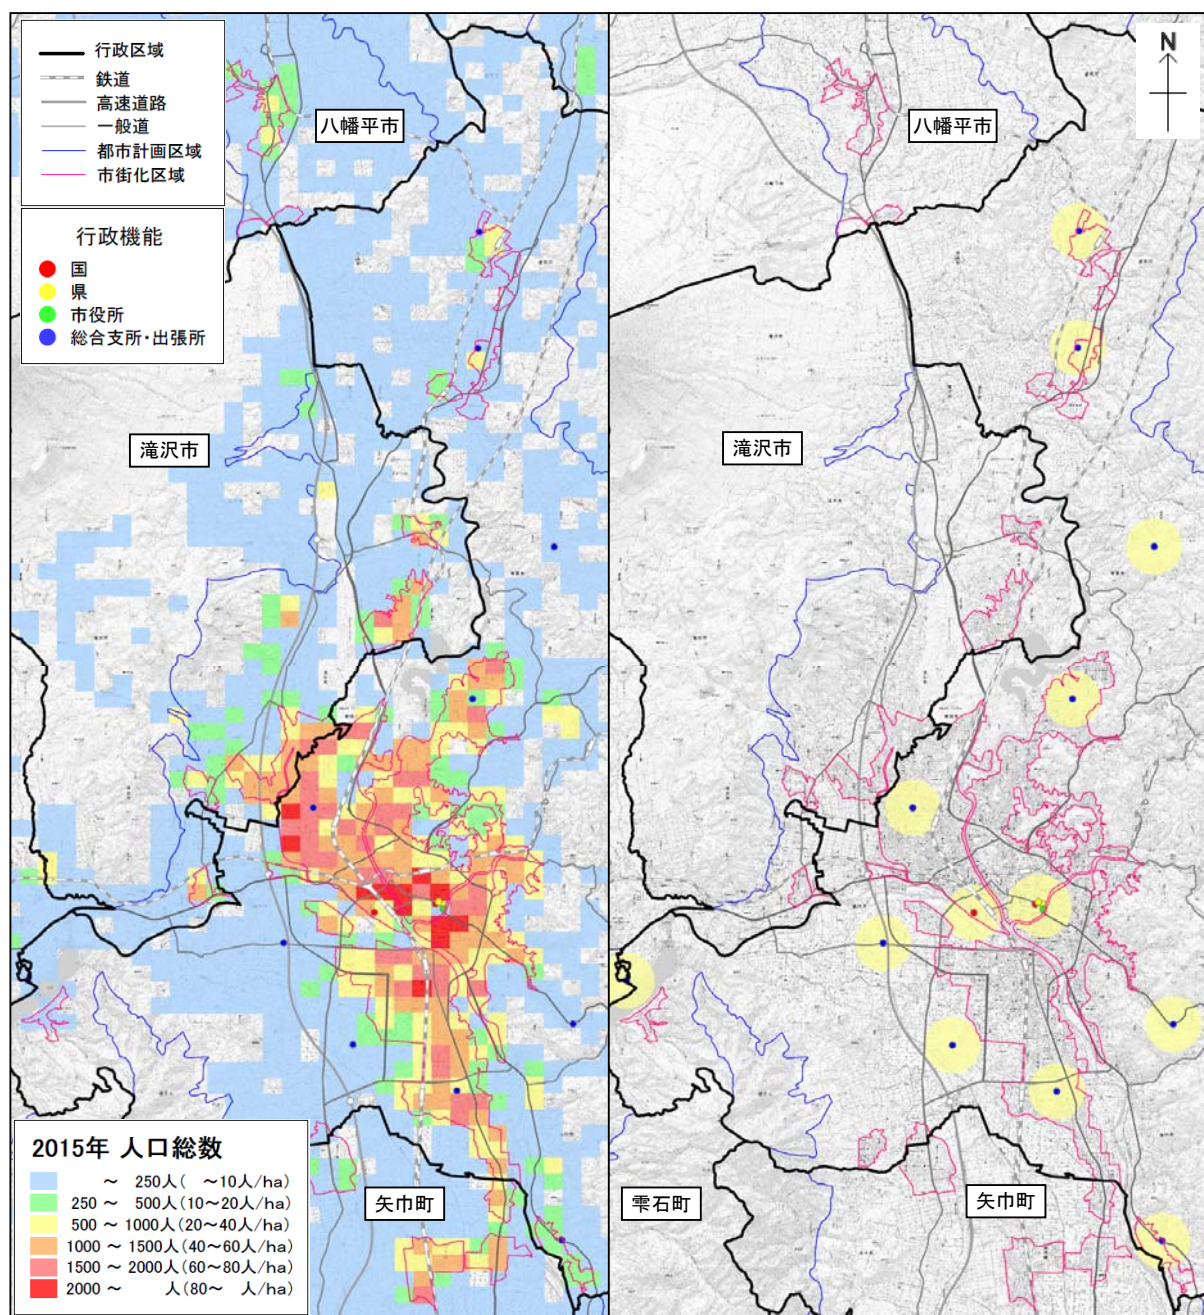 行政区域
鉄道
高速道路
一般道
都市計画区域
市街化区域
行政機能
国
県
市役所
総合支所・出張所
八幡平市
滝沢市
矢巾町
2015年 人口総数
～ 250人( ～10人/ha)
250 ～ 500人(10～20人/ha)
500 ～ 1000人(20～40人/ha)
1000 ～ 1500人(40～60人/ha)
1500 ～ 2000人(60～80人/ha)
2000 ～ 人(80～ 人/ha)
N
八幡平市
滝沢市
雫石町
矢巾町